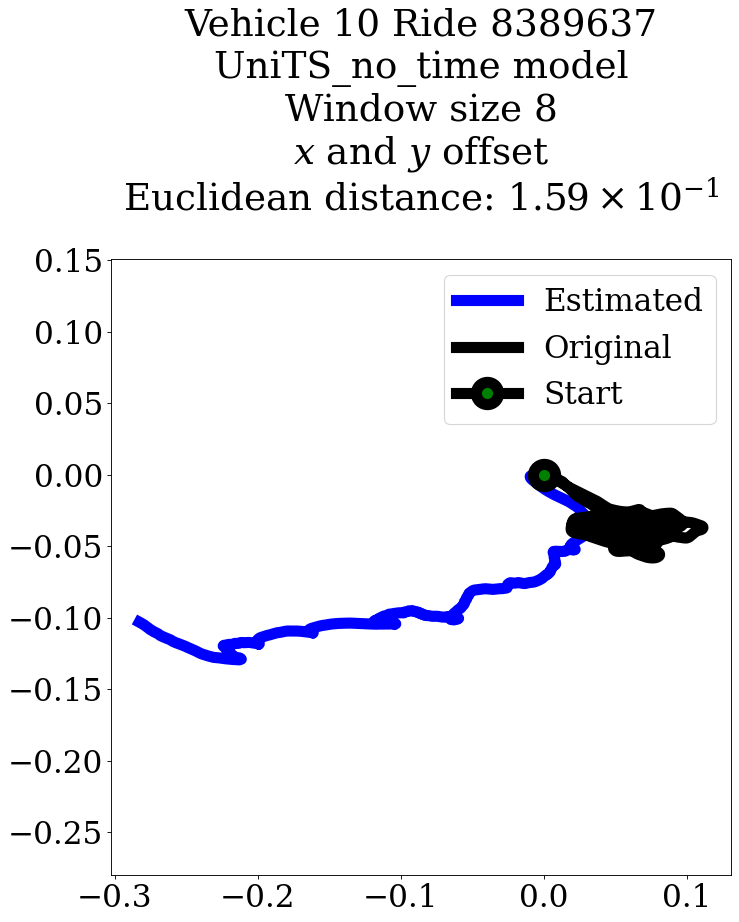 Vehicle 10 Ride 8389637
UniTS_no_time model
Window size 8
x and y offset
Euclidean distance: 1.59 × 10⁻¹
0.15
0.10
0.05
0.00
−0.05
−0.10
−0.15
−0.20
−0.25
Estimated
Original
Start
−0.3
−0.2
−0.1
0.0
0.1